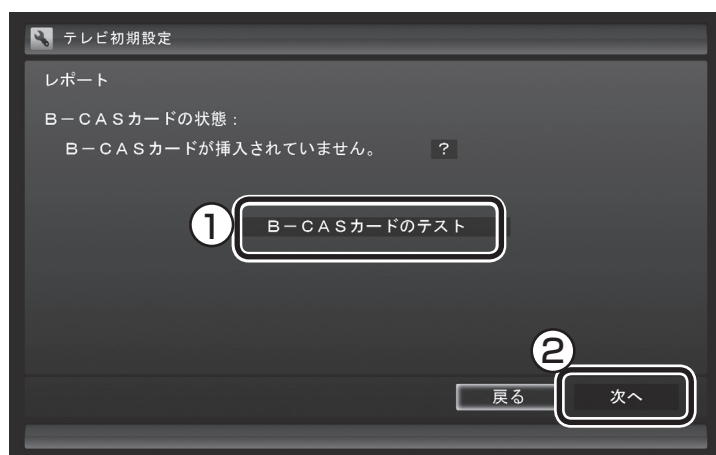 テレビ初期設定
レポート
B－CASカードの状態：
B－CASカードが挿入されていません。 ?
① B－CASカードのテスト
②
戻る 次へ